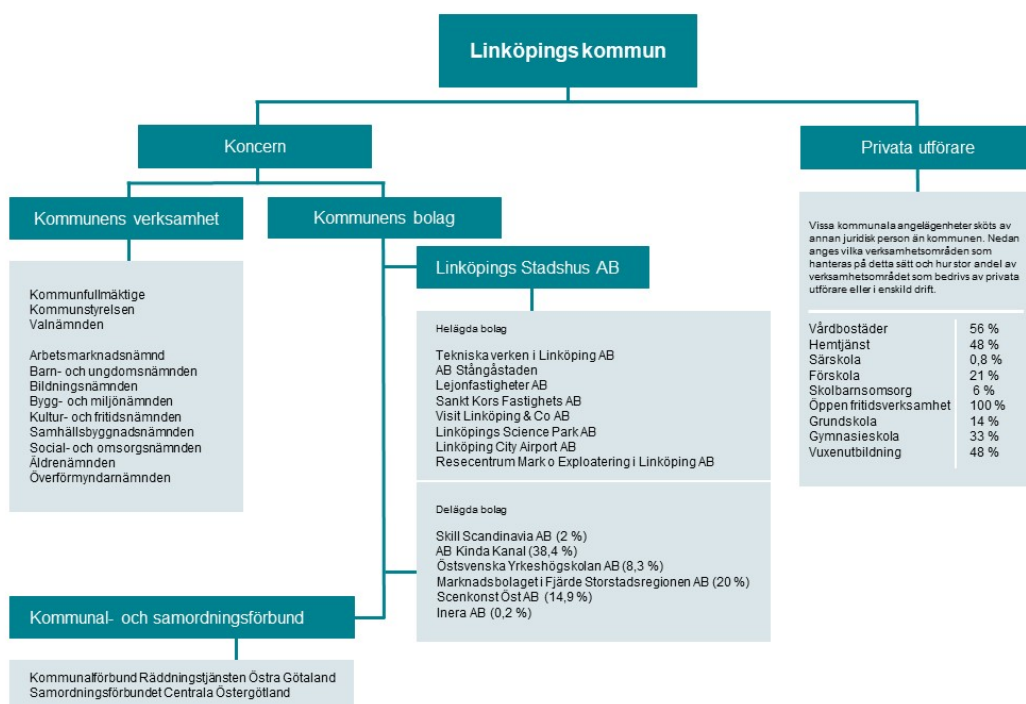 Linköpings kommun
Koncern
Privata utförare
Kommunens verksamhet
Kommunens bolag
Kommunfullmäktige
Kommunstyrelsen
Valnämnden
Arbetsmarknadsnämnd
Barn- och ungdomsnämnden
Bildningsnämnden
Bygg- och miljönämnden
Kultur- och fritidsnämnden
Samhällsbyggnadsnämnden
Social- och omsorgsnämnden
Äldrenämnden
Överförmyndarnämnden
Linköpings Stadshus AB
Helägda bolag
Tekniska verken i Linköping AB
AB Stångåstaden
Lejonfastigheter AB
Sankt Kors Fastighets AB
Visit Linköping & Co AB
Linköpings Science Park AB
Linköping City Airport AB
Resecentrum Mark o Exploatering i Linköping AB
Delägda bolag
Skill Scandinavia AB (2 %)
AB Kinda Kanal (38,4 %)
Östsvenska Yrkeshögskolan AB (8,3 %)
Marknadsbolaget i Fjärde Storstadsregionen AB (20 %)
Scenkonst Öst AB (14,9 %)
Inera AB (0,2 %)
Kommunal- och samordningsförbund
Kommunalförbund Räddningstjänsten Östra Götaland
Samordningsförbundet Centrala Östergötland
Vissa kommunala angelägenheter sköts av
annan juridisk person än kommunen. Nedan
anges vilka verksamhetsområden som
hanteras på detta sätt och hur stor andel av
verksamhetsområdet som bedrivs av privata
utförare eller i enskild drift.
Vårdbostäder 56 %
Hemtjänst 48 %
Särskola 0,8 %
Förskola 21 %
Skolbarnsomsorg 6 %
Öppen fritidsverksamhet 100 %
Grundskola 14 %
Gymnasieskola 33 %
Vuxenutbildning 48 %